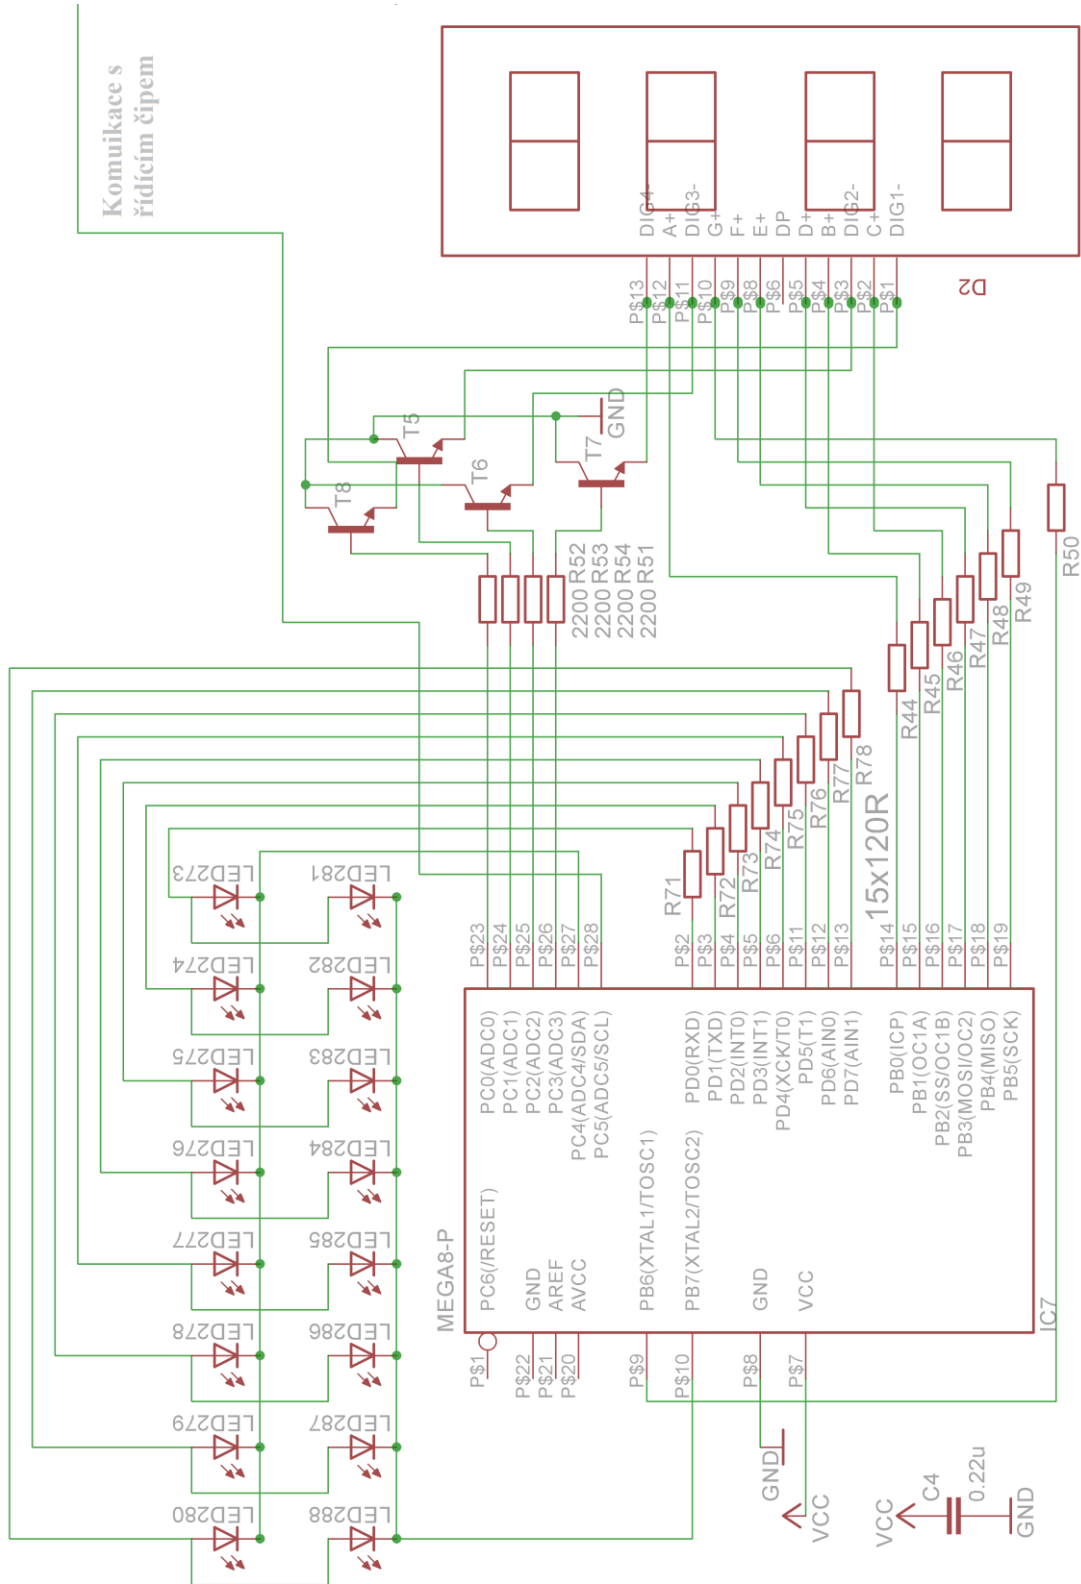 Komuikace s
řídícím čipem
DIG4-
A+
DIG3-
G+
F+
E+
DP
D+
B+
DIG2-
C+
DIG1-
D2
P$13
P$12
P$11
P$10
P$9
P$8
P$6
P$5
P$4
P$3
P$2
P$1
GND
T5
T6
T7
T8
2200 R52
2200 R53
2200 R54
2200 R51
R50
R49
R48
R47
R46
R45
R44
R78
R77
R76
R75
R74
R73
R72
R71
15x120R
LED273
LED281
LED274
LED282
LED275
LED283
LED276
LED284
LED277
LED285
LED278
LED286
LED279
LED287
LED280
LED288
P$23
P$24
P$25
P$26
P$27
P$28
P$2
P$3
P$4
P$5
P$6
P$11
P$12
P$13
P$14
P$15
P$16
P$17
P$18
P$19
PC0(ADC0)
PC1(ADC1)
PC2(ADC2)
PC3(ADC3)
PC4(ADC4/SDA)
PC5(ADC5/SCL)
PD0(RXD)
PD1(TXD)
PD2(INT0)
PD3(INT1)
PD4(XCK/T0)
PD5(T1)
PD6(AIN0)
PD7(AIN1)
PB0(ICP)
PB1(OC1A)
PB2(SS/OC1B)
PB3(MOSI/OC2)
PB4(MISO)
PB5(SCK)
MEGA8-P
PC6(/RESET)
GND
AREF
AVCC
PB6(XTAL1/TOSC1)
PB7(XTAL2/TOSC2)
GND
VCC
IC7
P$1
P$22
P$21
P$20
P$9
P$10
P$8
P$7
GND
VCC
VCC
C4
0.22u
GND